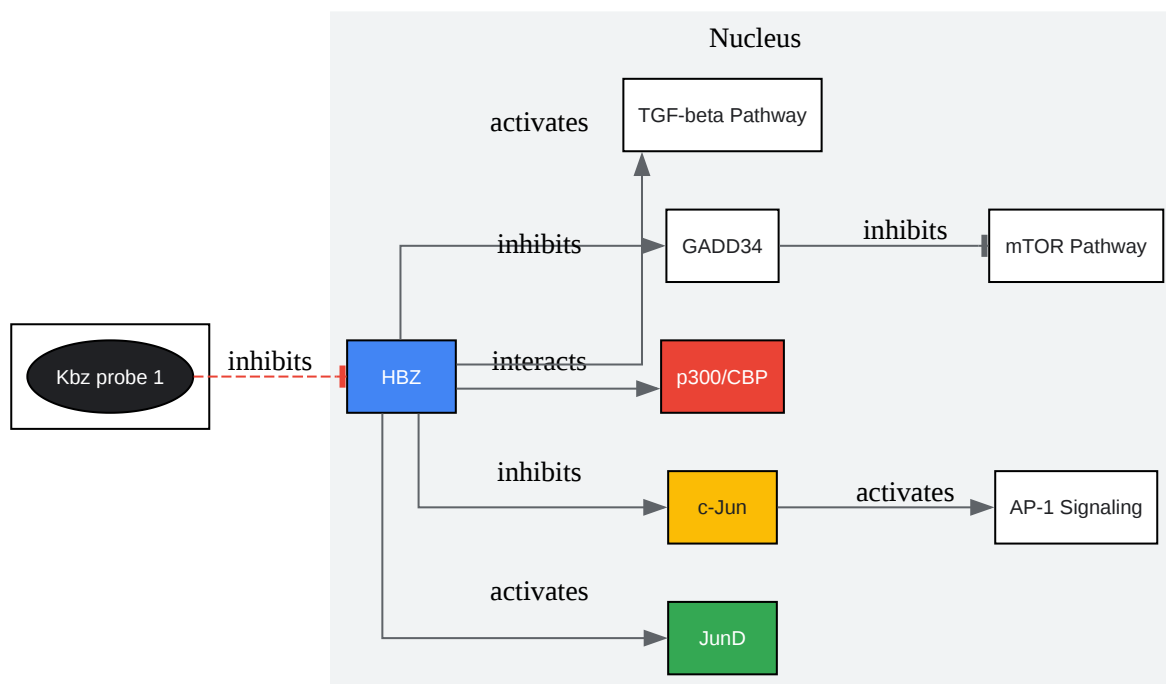 Nucleus
activates
TGF-beta Pathway
inhibits
GADD34
inhibits
mTOR Pathway
Kbz probe 1
inhibits
HBZ
interacts
p300/CBP
inhibits
c-Jun
activates
AP-1 Signaling
activates
JunD